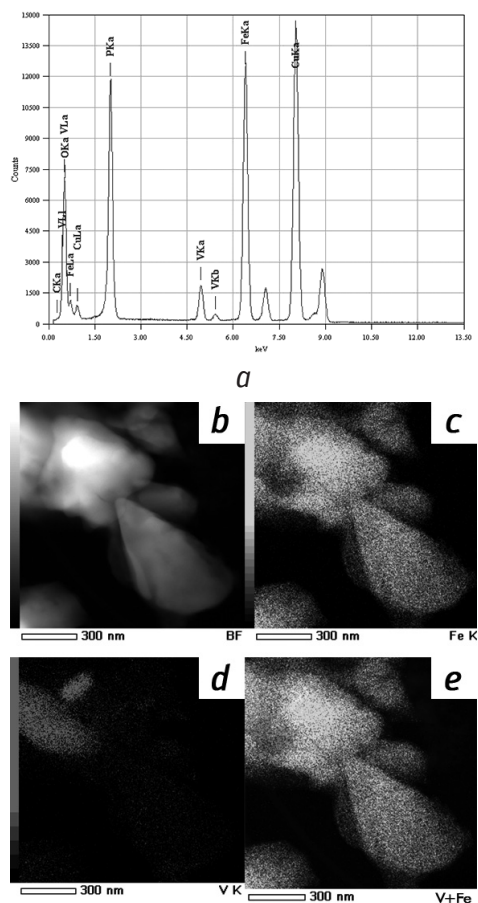 15000
13500
12000
10500
9000
7500
6000
4500
3000
1500
0
Counts
CKa
VLl
OKa VLa
FeLa
CuLa
PKa
VKa
VKb
FeKa
CuKa
0.00 1.50 3.00 4.50 6.00 7.50 9.00 10.50 12.00 13.50
keV
a
b
300 nm BF
c
300 nm Fe K
d
300 nm V K
e
300 nm V+Fe